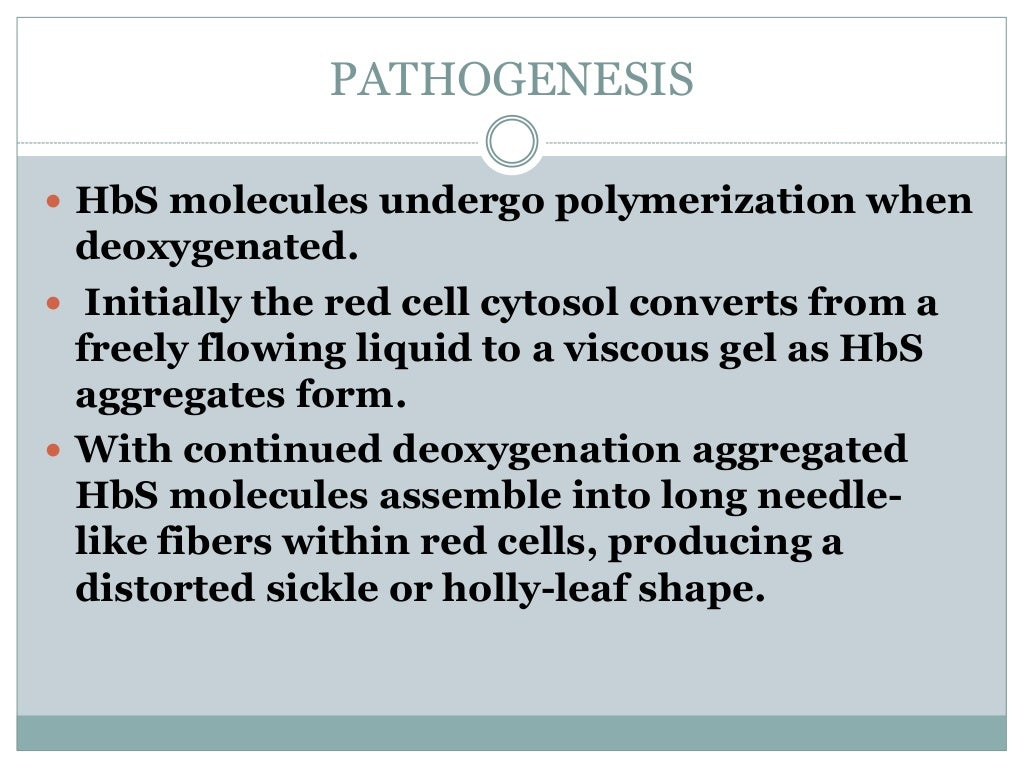 PATHOGENESIS
• HbS molecules undergo polymerization when
deoxygenated.
• Initially the red cell cytosol converts from a
freely flowing liquid to a viscous gel as HbS
aggregates form.
• With continued deoxygenation aggregated
HbS molecules assemble into long needle-
like fibers within red cells, producing a
distorted sickle or holly-leaf shape.